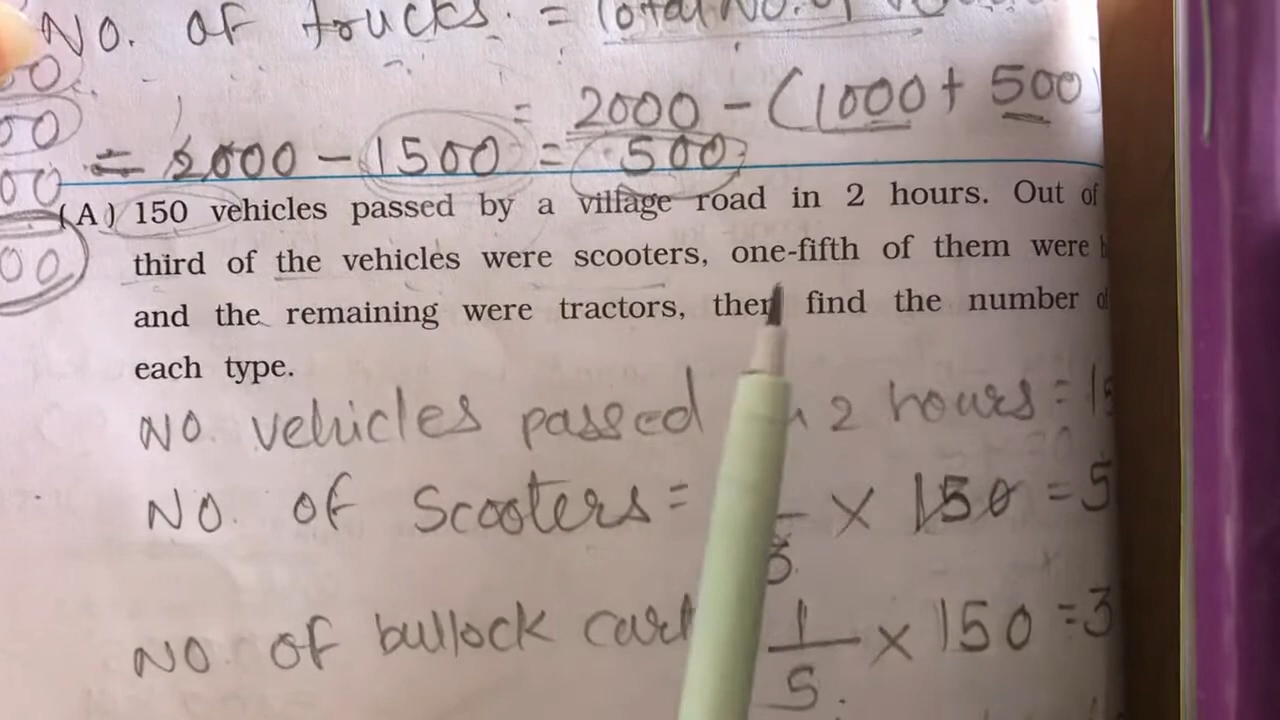 No. of trucks. = Total No. of
= 2000 - (1000 + 500)
= 2000 - 1500 = 500
(A) 150 vehicles passed by a village road in 2 hours. Out of
third of the vehicles were scooters, one-fifth of them were
and the remaining were tractors, then find the number of
each type.
No. vehicles passed 2 hours =
No. of Scooters = 3 × 150 = 5
No. of bullock cart 1/5 × 150 = 3